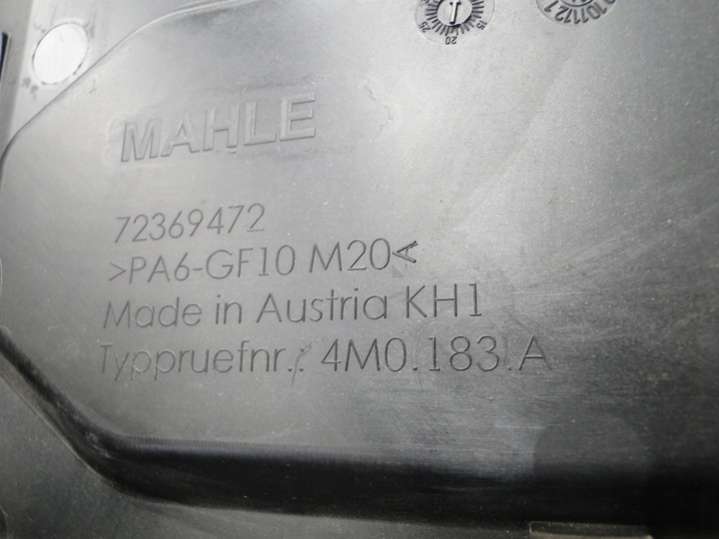 MAHLE
72369472
>PA6-GF10 M20<
Made in Austria KH1
Typpruefnr.: 4M0.183.A